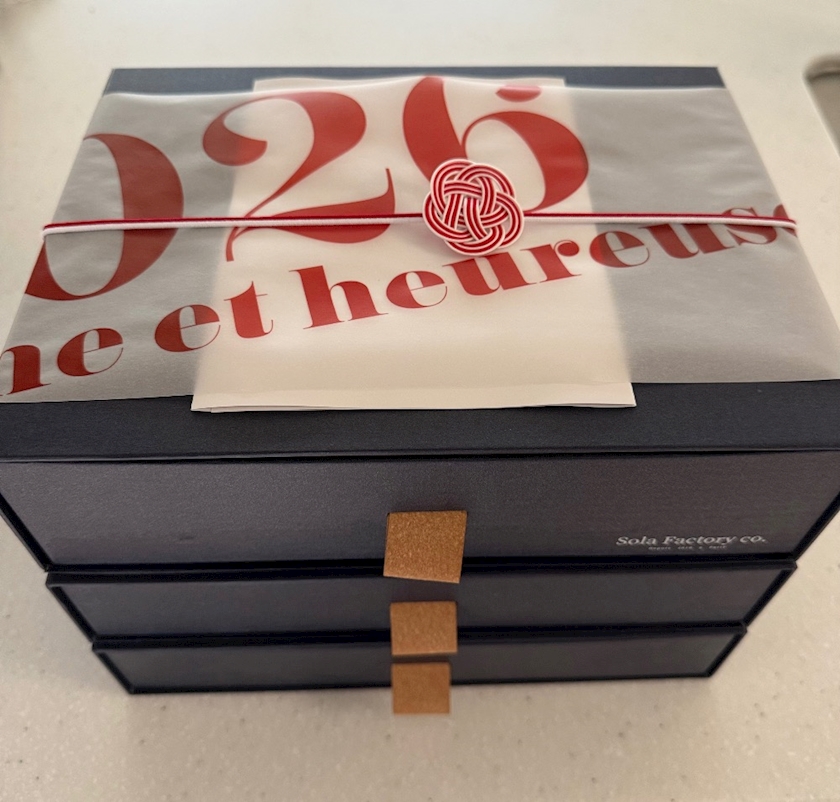 026
ne et heureuse
Sola Factory co.